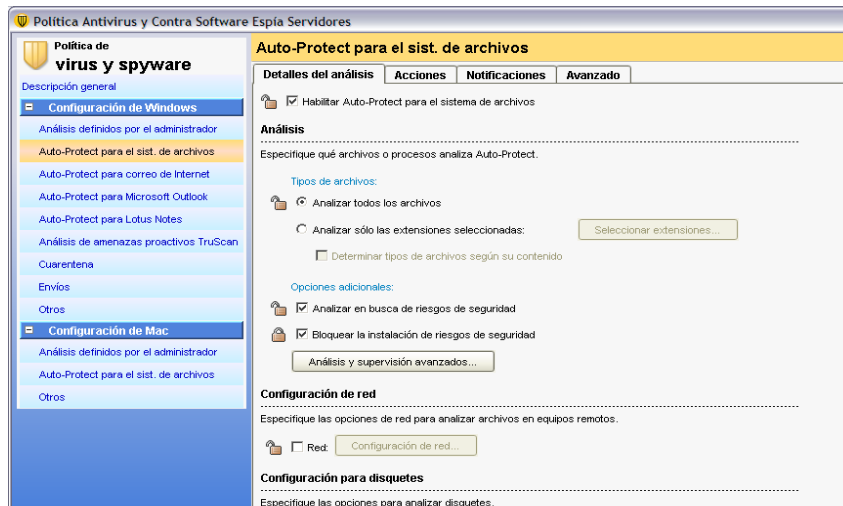 Política Antivirus y Contra Software Espía Servidores
Política de
virus y spyware
Descripción general
Configuración de Windows
Análisis definidos por el administrador
Auto-Protect para el sist. de archivos
Auto-Protect para correo de Internet
Auto-Protect para Microsoft Outlook
Auto-Protect para Lotus Notes
Análisis de amenazas proactivos TruScan
Cuarentena
Envíos
Otros
Configuración de Mac
Análisis definidos por el administrador
Auto-Protect para el sist. de archivos
Otros
Auto-Protect para el sist. de archivos
Detalles del análisis Acciones Notificaciones Avanzado
Habilitar Auto-Protect para el sistema de archivos
Análisis
Especifique qué archivos o procesos analiza Auto-Protect.
Tipos de archivos:
Analizar todos los archivos
Analizar sólo las extensiones seleccionadas: Seleccionar extensiones...
Determinar tipos de archivos según su contenido
Opciones adicionales:
Analizar en busca de riesgos de seguridad
Bloquear la instalación de riesgos de seguridad
Análisis y supervisión avanzados...
Configuración de red
Especifique las opciones de red para analizar archivos en equipos remotos.
Red: Configuración de red...
Configuración para disquetes
Especifique las opciones para analizar disquetes.